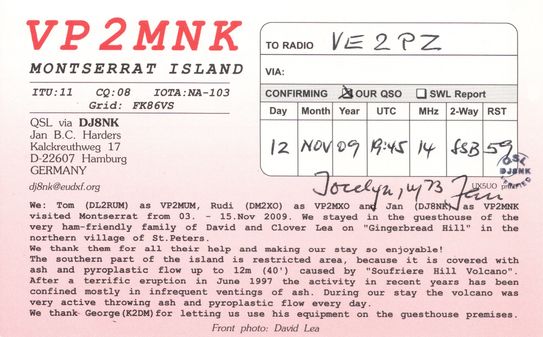 VP2MNK
MONTSERRAT ISLAND
ITU:11 CQ:08 IOTA:NA-103
Grid: FK86VS
QSL via DJ8NK
Jan B.C. Harders
Kalckreuthweg 17
D-22607 Hamburg
GERMANY
dj8nk@eudxf.org
TO RADIO VE2PZ
VIA:
CONFIRMING OUR QSO SWL Report
Day Month Year UTC MHz 2-Way RST
12 NOV 09 19:45 14 SSB 59
QSL
DJ8NK
Jocelyn, 73 Jan
UX5UO
We: Tom (DL2RUM) as VP2MUM, Rudi (DM2XO) as VP2MXO and Jan (DJ8NK) as VP2MNK
visited Montserrat from 03. - 15.Nov 2009. We stayed in the guesthouse of the
very ham-friendly family of David and Clover Lea on "Gingerbread Hill" in the
northern village of St.Peters.
We thank them for all their help and making our stay so enjoyable!
The southern part of the island is restricted area, because it is covered with
ash and pyroplastic flow up to 12m (40') caused by "Soufriere Hill Volcano".
After a terrific eruption in June 1997 the activity in recent years has been
confined mostly in infrequent ventings of ash. During our stay the volcano was
very active throwing ash and pyroplastic flow every day.
We thank George(K2DM)for letting us use his equipment on the guesthouse premises.
Front photo: David Lea